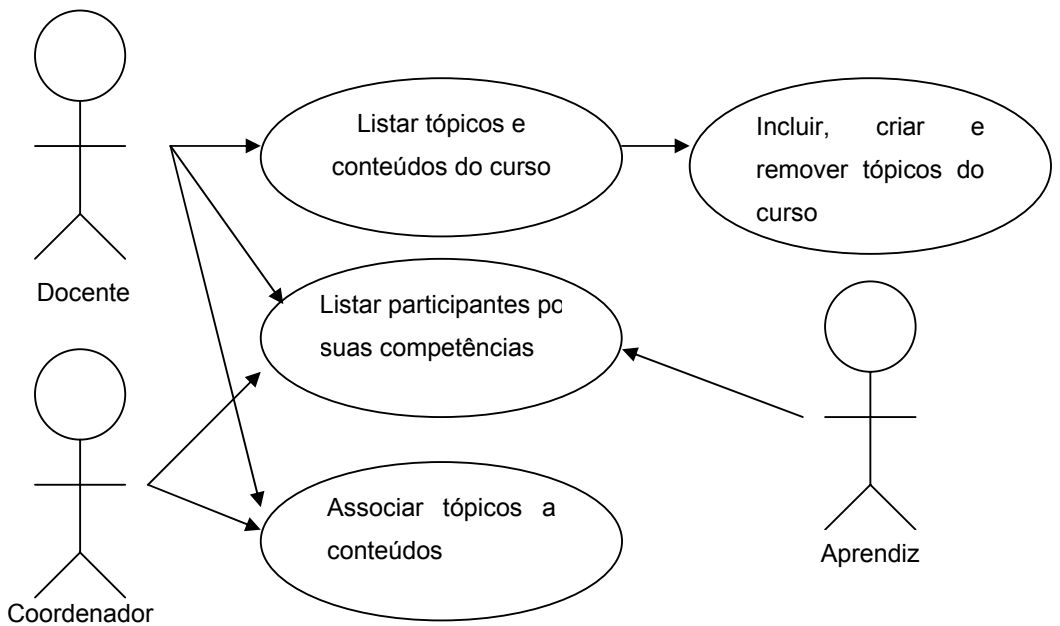 Listar tópicos e
conteúdos do curso
Incluir, criar e
remover tópicos do
curso
Docente
Listar participantes po
suas competências
Associar tópicos a
conteúdos
Aprendiz
Coordenador